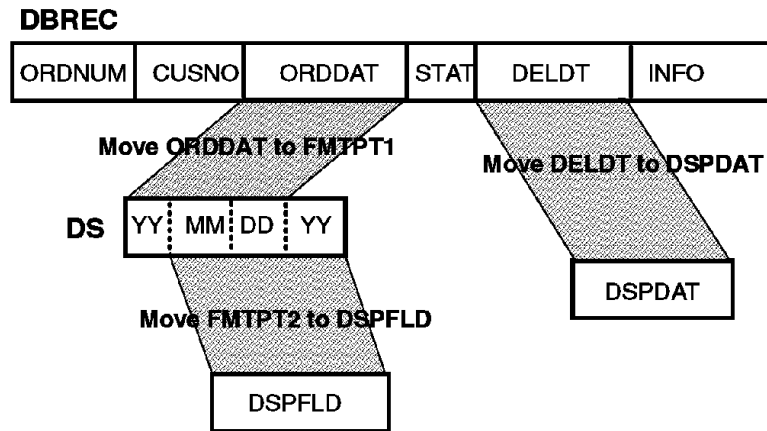 DBREC
ORDNUM CUSNO ORDDAT STAT DELDT INFO
Move ORDDAT to FMTPT1
Move DELDT to DSPDAT
DS YY MM DD YY
DSPDAT
Move FMTPT2 to DSPFLD
DSPFLD